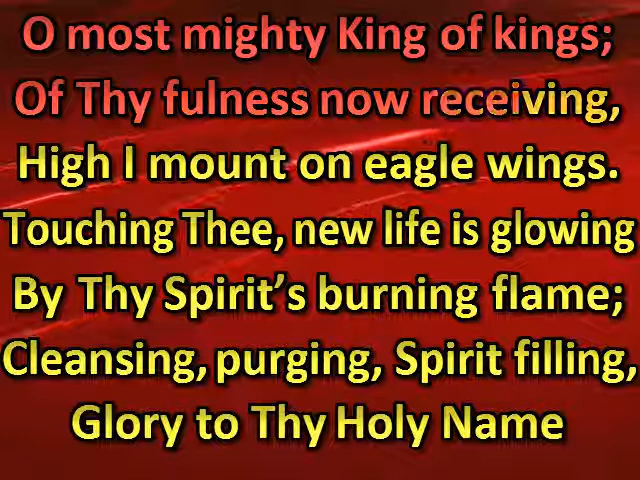 O most mighty King of kings;
Of Thy fulness now receiving,
High I mount on eagle wings.
Touching Thee, new life is glowing
By Thy Spirit’s burning flame;
Cleansing, purging, Spirit filling,
Glory to Thy Holy Name